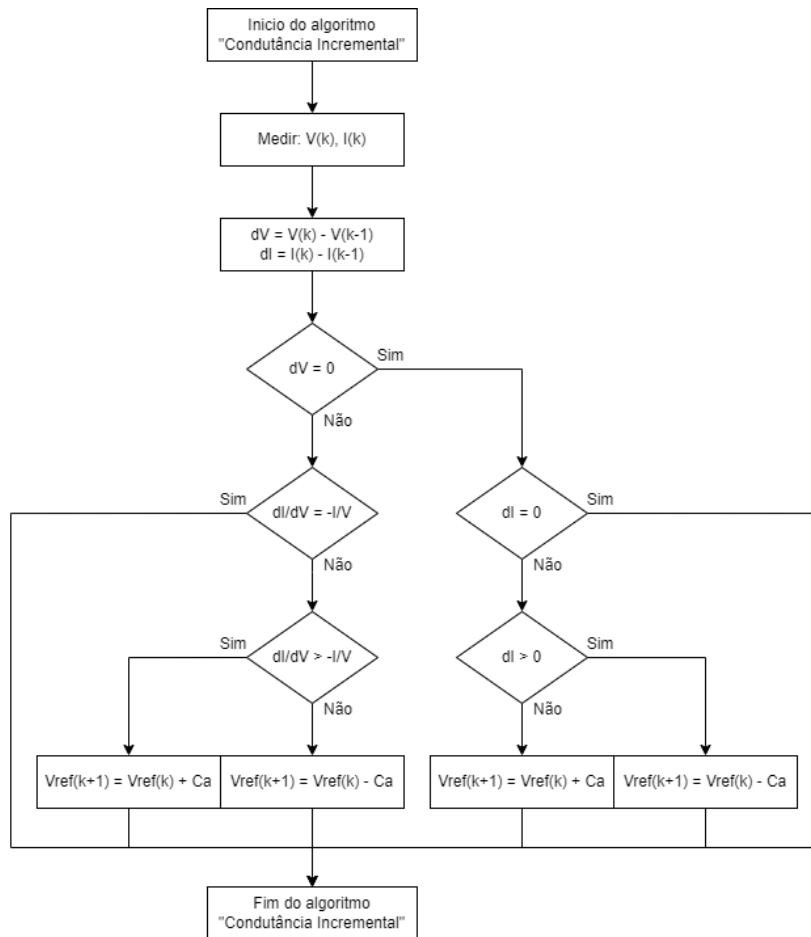 Inicio do algoritmo
"Condutância Incremental"
Medir: V(k), I(k)
dV = V(k) - V(k-1)
dI = I(k) - I(k-1)
dV = 0
Sim
Não
Sim
dI/dV = -I/V
Não
dI = 0
Sim
Não
Sim
dI/dV > -I/V
Não
dI > 0
Sim
Não
Vref(k+1) = Vref(k) + Ca
Vref(k+1) = Vref(k) - Ca
Vref(k+1) = Vref(k) + Ca
Vref(k+1) = Vref(k) - Ca
Fim do algoritmo
"Condutância Incremental"